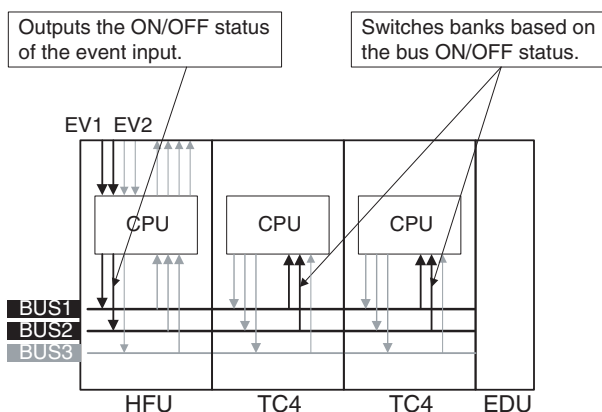 Outputs the ON/OFF status
of the event input.
Switches banks based on
the bus ON/OFF status.
EV1 EV2
CPU
CPU
CPU
BUS1
BUS2
BUS3
HFU
TC4
TC4
EDU